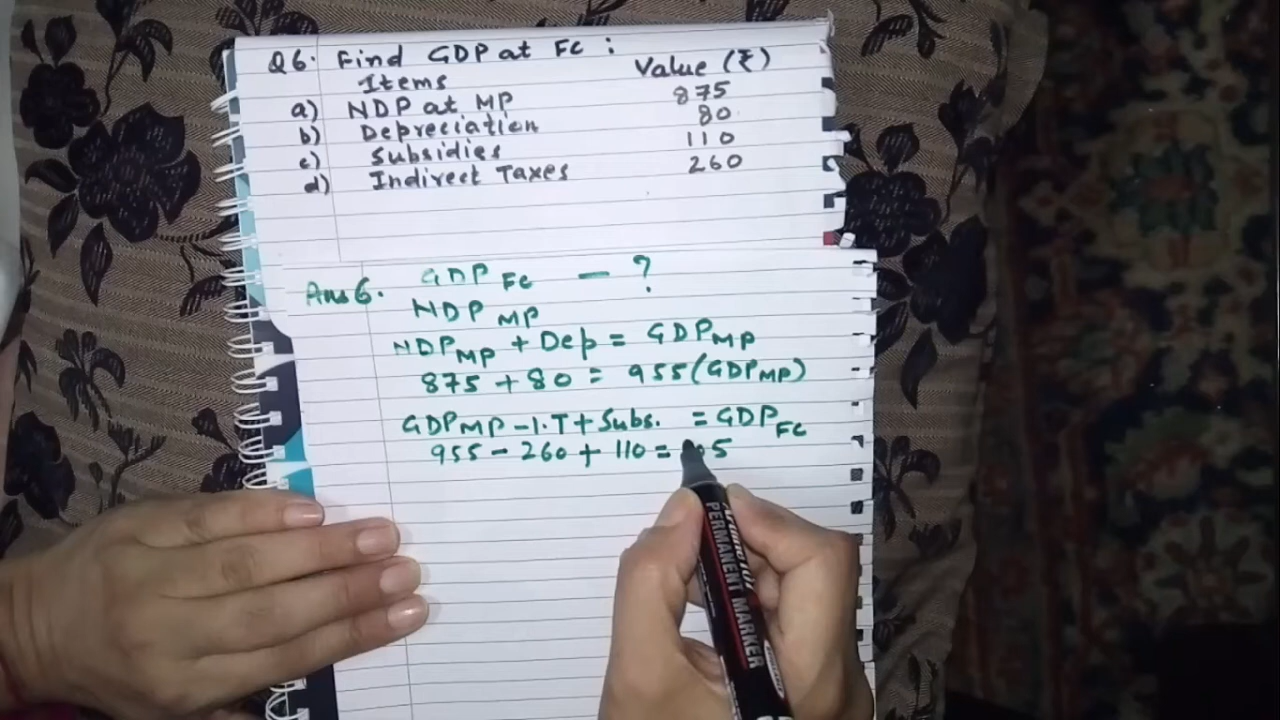 Q6. Find GDP at FC :
Items Value (₹)
a) NDP at MP 875
b) Depreciation 80
c) Subsidies 110
d) Indirect Taxes 260
Ans 6. GDP FC — ?
NDP MP
NDP MP + Dep = GDP MP
875 + 80 = 955 (GDP MP)
GDP MP - I.T + Subs. = GDP FC
955 - 260 + 110 =
PERMANENT MARKER